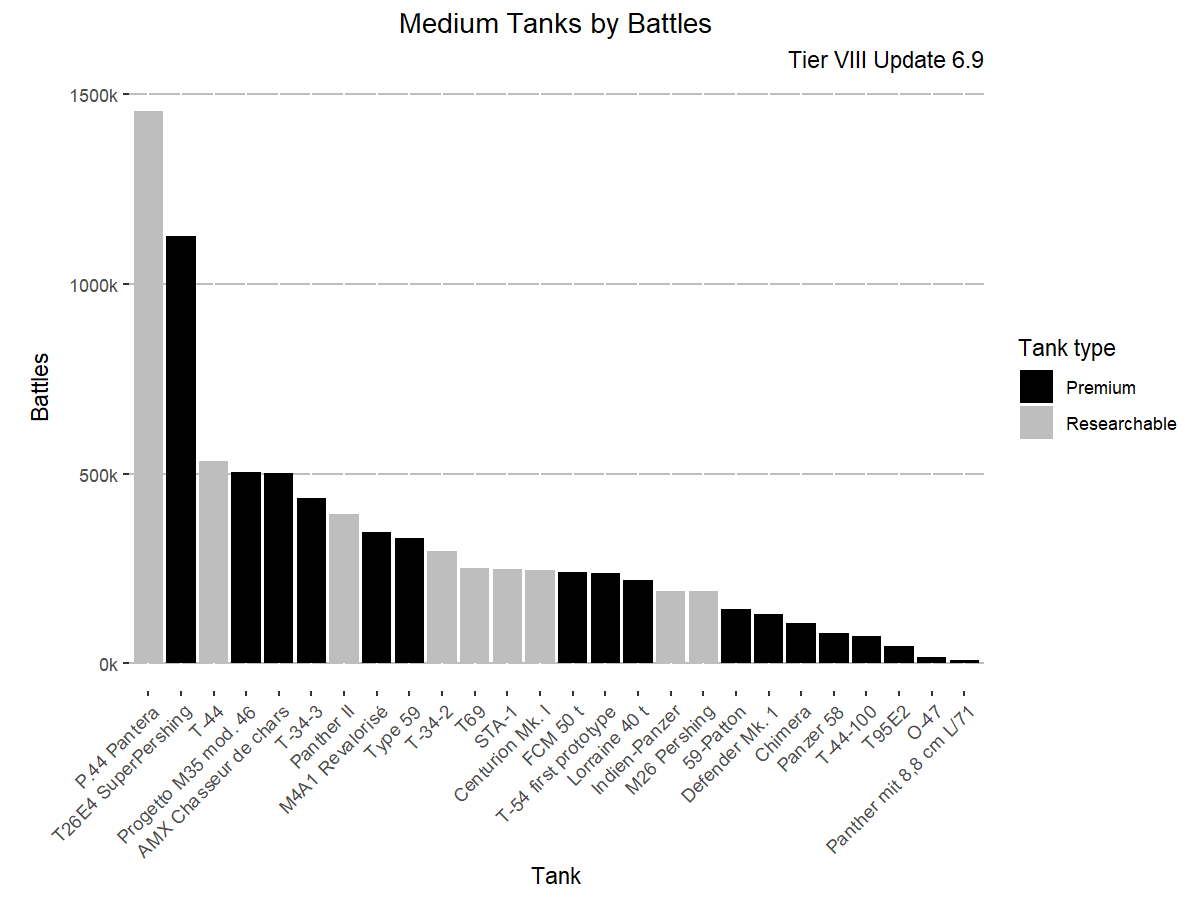 Medium Tanks by Battles
Tier VIII Update 6.9
1500k
1000k
500k
0k
Battles
P.44 Pantera
T26E4 SuperPershing
T-44
Progetto M35 mod. 46
AMX Chasseur de chars
T-34-3
Panther II
M4A1 Revalorisé
Type 59
T-34-2
T69
STA-1
Centurion Mk. I
FCM 50 t
T-54 first prototype
Lorraine 40 t
Indien-Panzer
M26 Pershing
59-Patton
Defender Mk. 1
Chimera
Panzer 58
T-44-100
T95E2
O-47
Panther mit 8,8 cm L/71
Tank
Tank type
Premium
Researchable